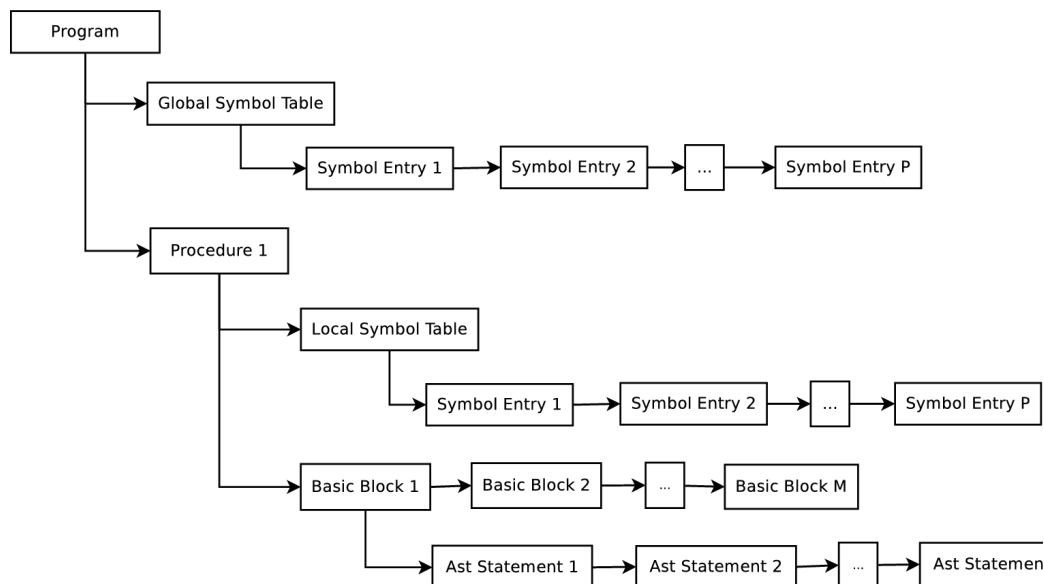 Program
Global Symbol Table
Symbol Entry 1
Symbol Entry 2
...
Symbol Entry P
Procedure 1
Local Symbol Table
Symbol Entry 1
Symbol Entry 2
...
Symbol Entry P
Basic Block 1
Basic Block 2
...
Basic Block M
Ast Statement 1
Ast Statement 2
...
Ast Statemen